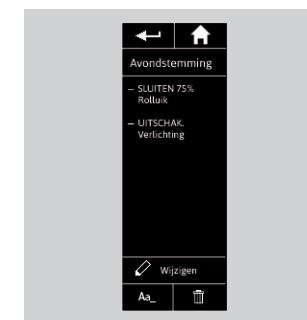 Avondstemming
– SLUITEN 75%
Rolluik
– UITSCHAK.
Verlichting
Wijzigen
Aa_